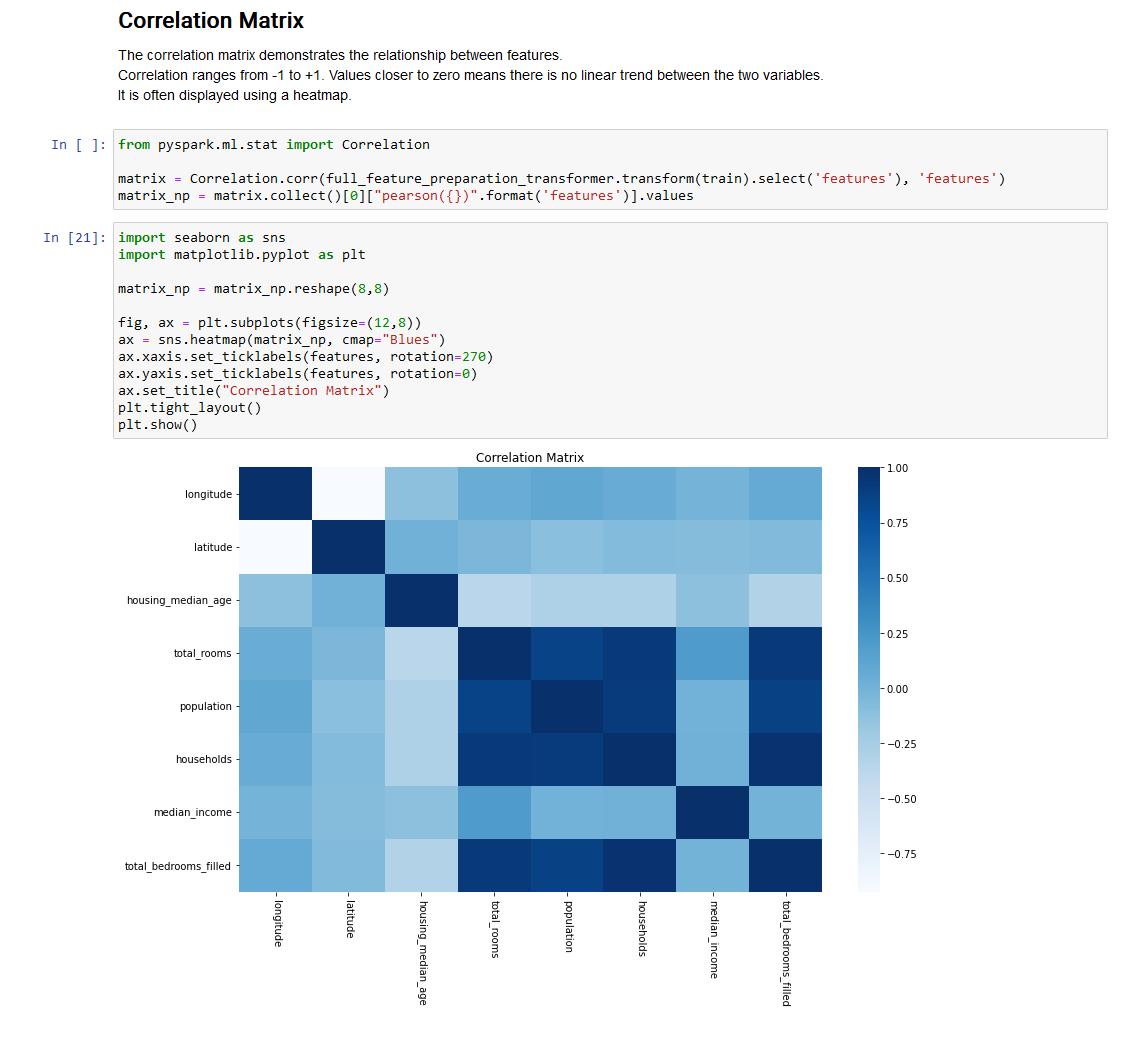 Correlation Matrix
The correlation matrix demonstrates the relationship between features.
Correlation ranges from -1 to +1. Values closer to zero means there is no linear trend between the two variables.
It is often displayed using a heatmap.
In [ ]:
from pyspark.ml.stat import Correlation
matrix = Correlation.corr(full_feature_preparation_transformer.transform(train).select('features'), 'features')
matrix_np = matrix.collect()[0]["pearson({})".format('features')].values
In [21]:
import seaborn as sns
import matplotlib.pyplot as plt
matrix_np = matrix_np.reshape(8,8)
fig, ax = plt.subplots(figsize=(12,8))
ax = sns.heatmap(matrix_np, cmap="Blues")
ax.xaxis.set_ticklabels(features, rotation=270)
ax.yaxis.set_ticklabels(features, rotation=0)
ax.set_title("Correlation Matrix")
plt.tight_layout()
plt.show()
Correlation Matrix
longitude
latitude
housing_median_age
total_rooms
population
households
median_income
total_bedrooms_filled
longitude
latitude
housing_median_age
total_rooms
population
households
median_income
total_bedrooms_filled
1.00
0.75
0.50
0.25
0.00
−0.25
−0.50
−0.75